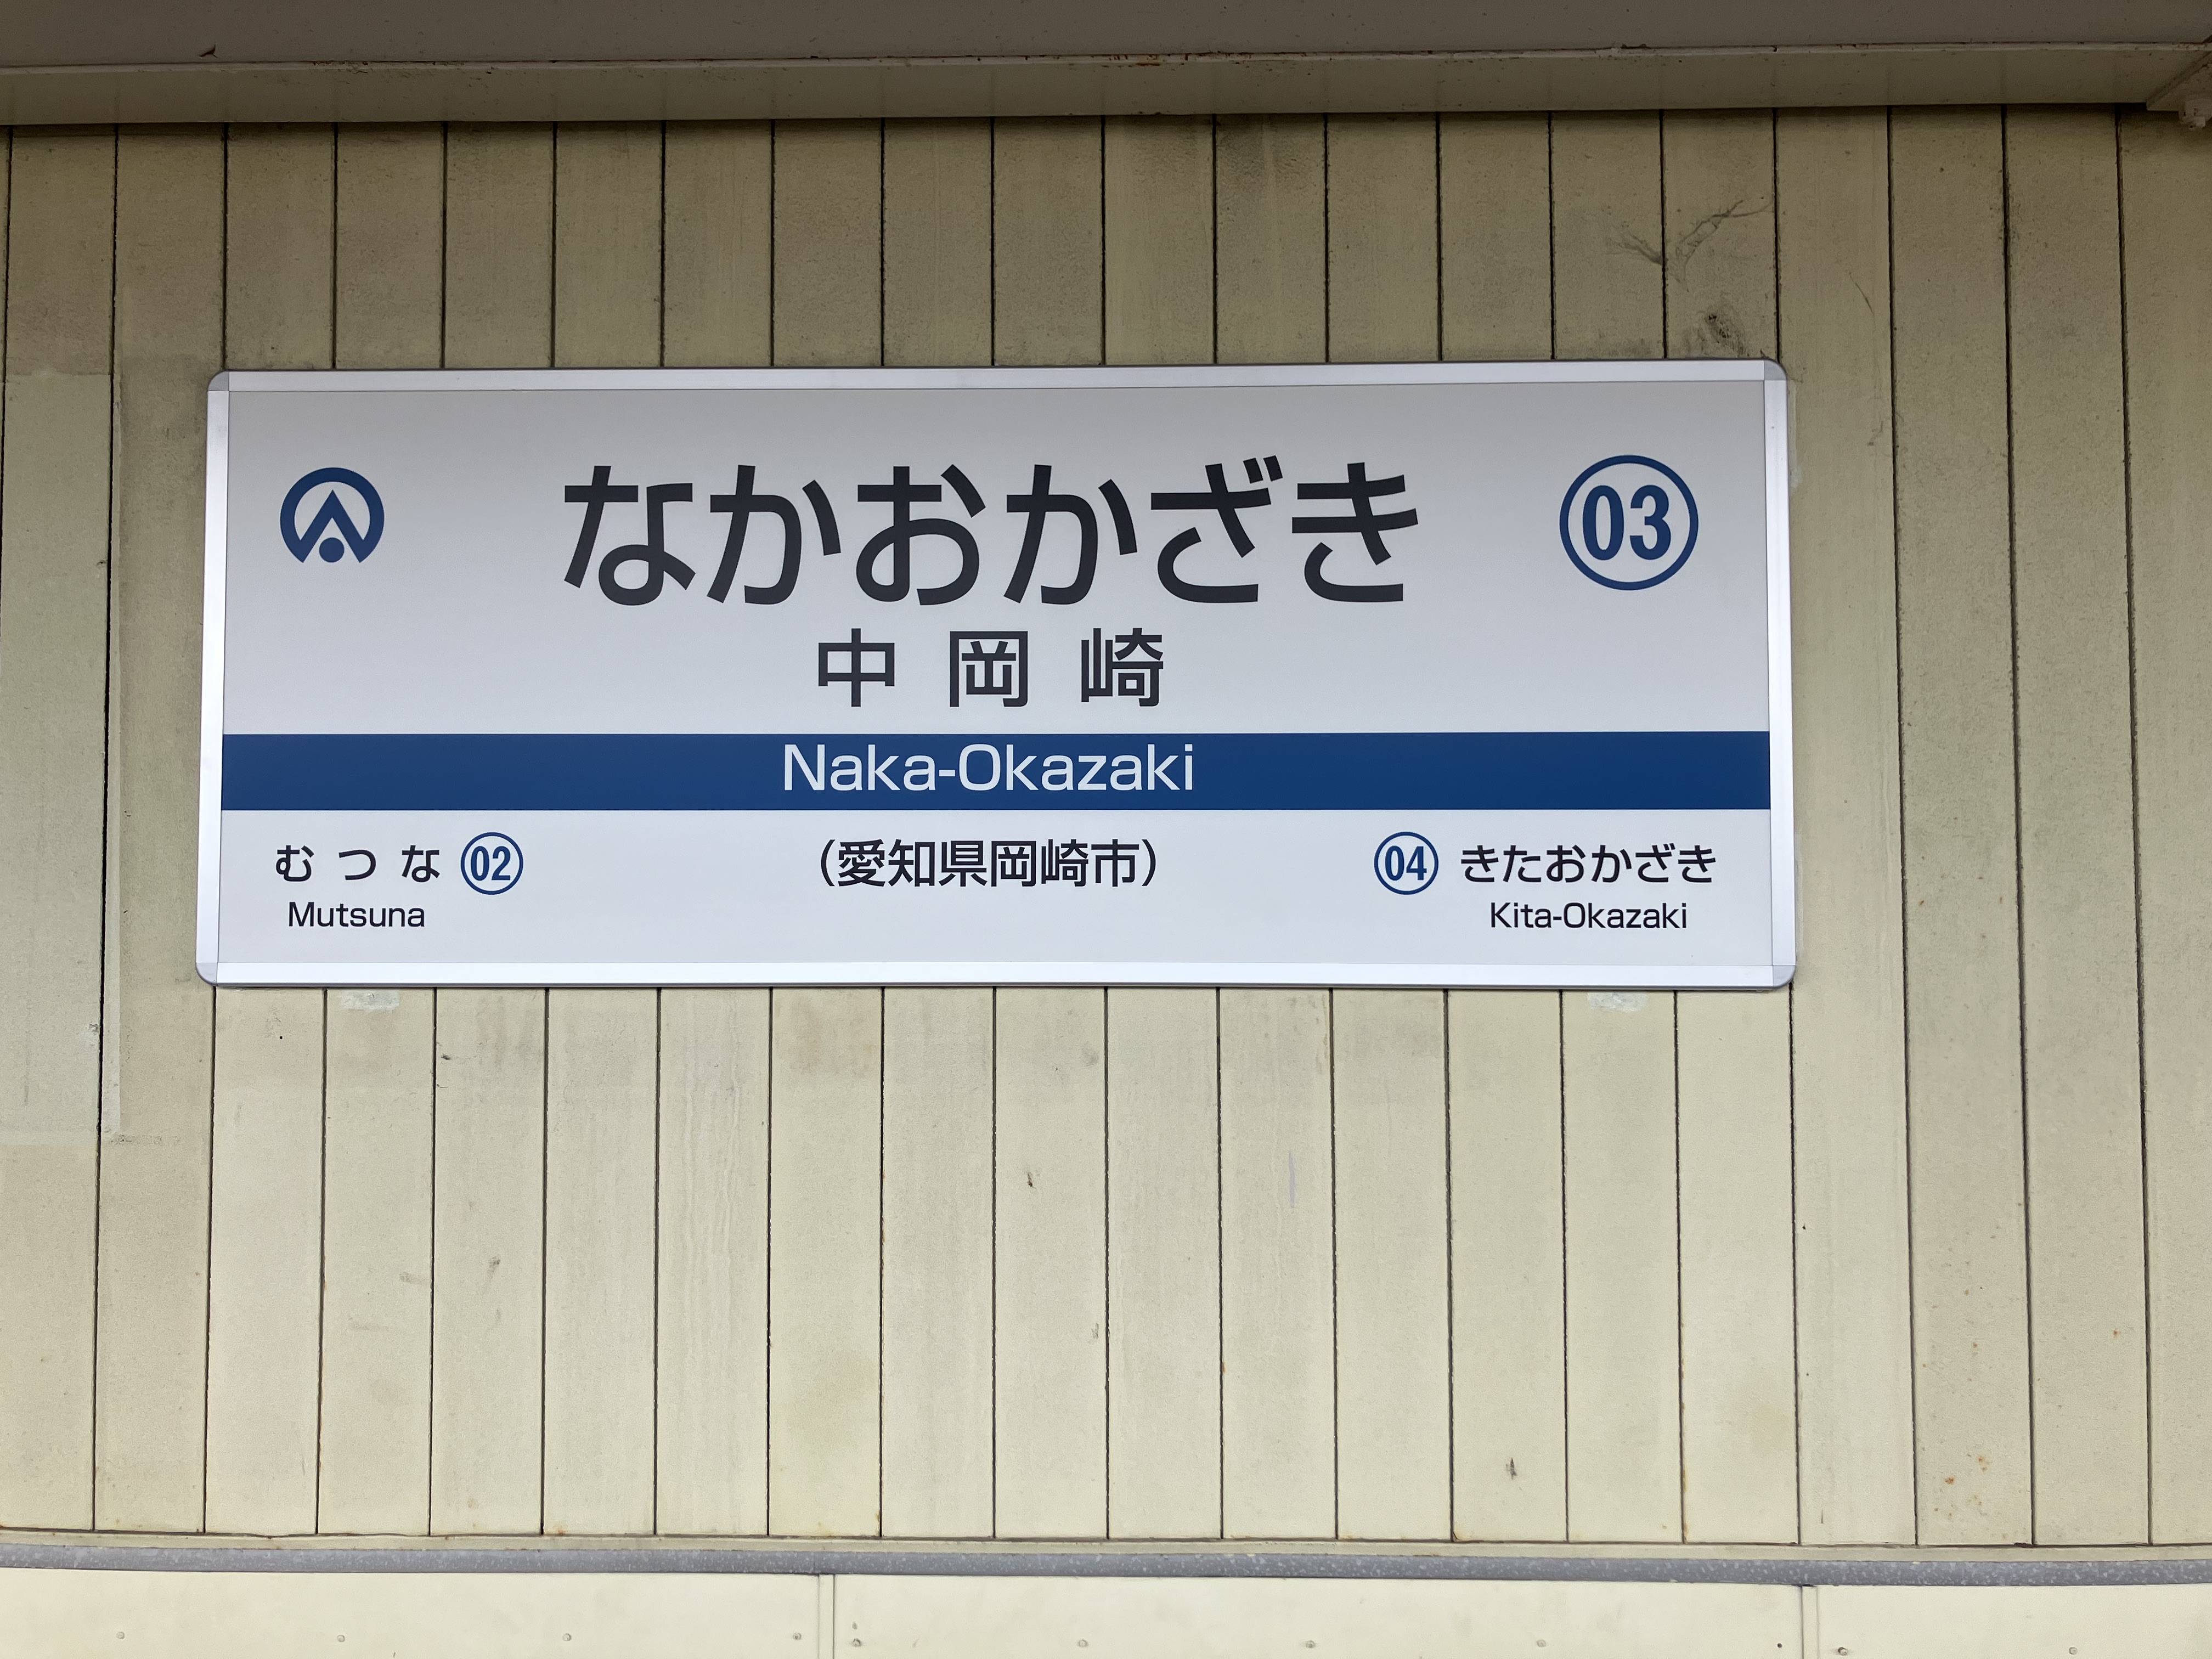 なかおかざき
03
中岡崎
Naka-Okazaki
むつな 02
Mutsuna
(愛知県岡崎市)
04 きたおかざき
Kita-Okazaki